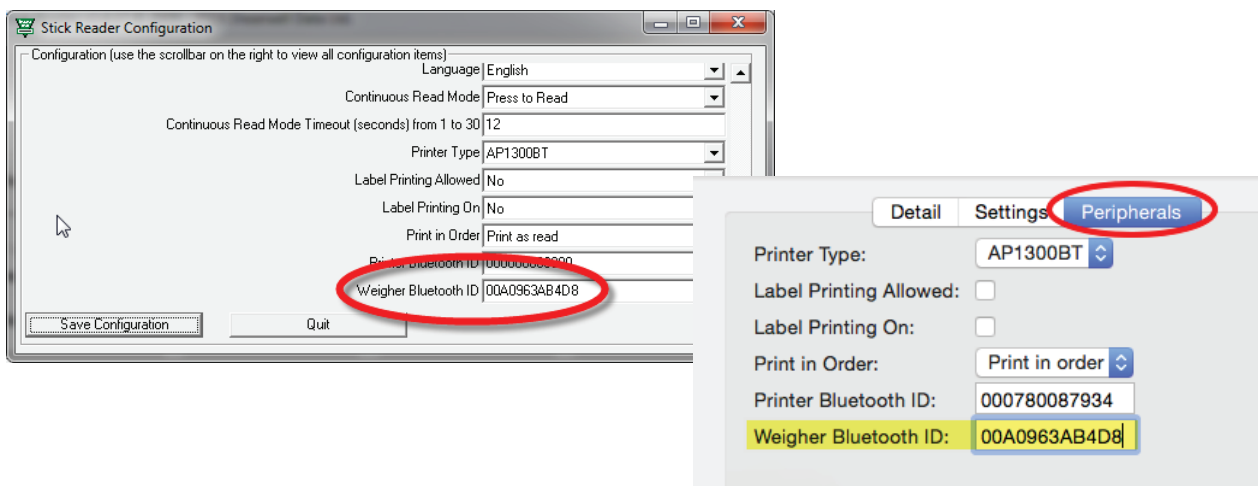 Stick Reader Configuration
Configuration (use the scrollbar on the right to view all configuration items)
Language English
Continuous Read Mode Press to Read
Continuous Read Mode Timeout (seconds) from 1 to 30 12
Printer Type AP1300BT
Label Printing Allowed No
Label Printing On No
Print in Order Print as read
Printer Bluetooth ID
Weigher Bluetooth ID 00A0963AB4D8
Save Configuration Quit
Detail Settings Peripherals
Printer Type: AP1300BT
Label Printing Allowed:
Label Printing On:
Print in Order: Print in order
Printer Bluetooth ID: 000780087934
Weigher Bluetooth ID: 00A0963AB4D8